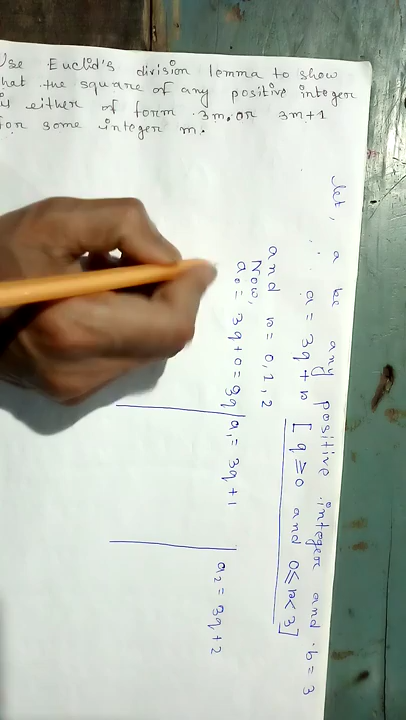 Use Euclid's division lemma to show
that the square of any positive integer
is either of form 3m, or 3m+1
for some integer m.
Let, a be any positive integer and b = 3
∴ a = 3q + r [q ≥ 0 and 0 ≤ r < 3]
and r = 0, 1, 2
Now,
a₀ = 3q + 0 = 3q
a₁ = 3q + 1
a₂ = 3q + 2